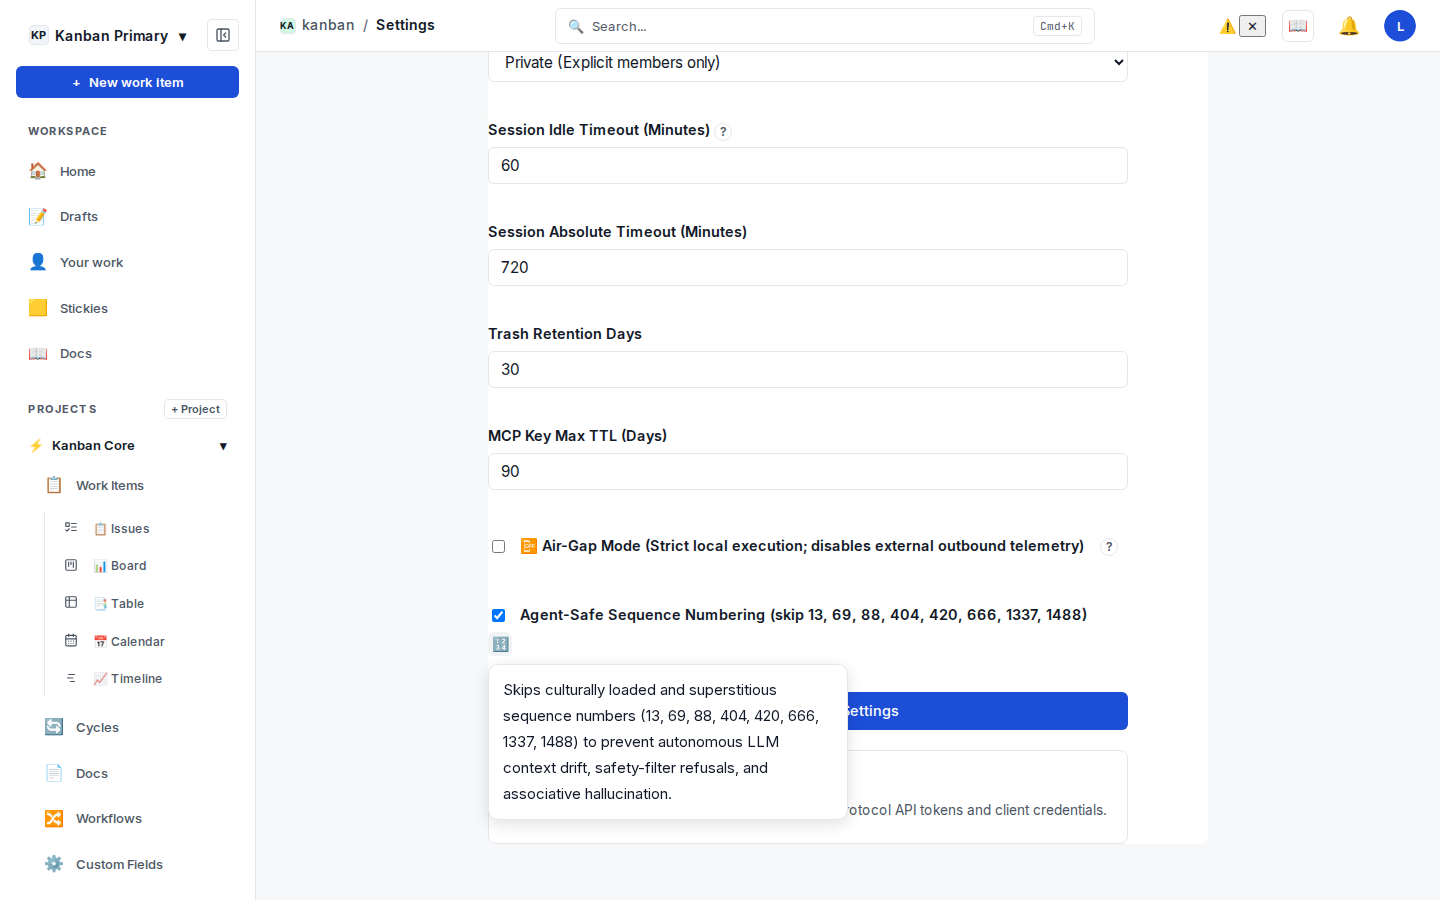 KP Kanban Primary ▼
+ New work item
WORKSPACE
Home
Drafts
Your work
Stickies
Docs
PROJECTS
+ Project
Kanban Core ▼
Work Items
Issues
Board
Table
Calendar
Timeline
Cycles
Docs
Workflows
Custom Fields
KA kanban / Settings
Search...
Cmd+K
✕
L
Private (Explicit members only)
Session Idle Timeout (Minutes) ?
60
Session Absolute Timeout (Minutes)
720
Trash Retention Days
30
MCP Key Max TTL (Days)
90
Air-Gap Mode (Strict local execution; disables external outbound telemetry) ?
Agent-Safe Sequence Numbering (skip 13, 69, 88, 404, 420, 666, 1337, 1488)
Skips culturally loaded and superstitious
sequence numbers (13, 69, 88, 404, 420, 666,
1337, 1488) to prevent autonomous LLM
context drift, safety-filter refusals, and
associative hallucination.
Settings
rotocol API tokens and client credentials.